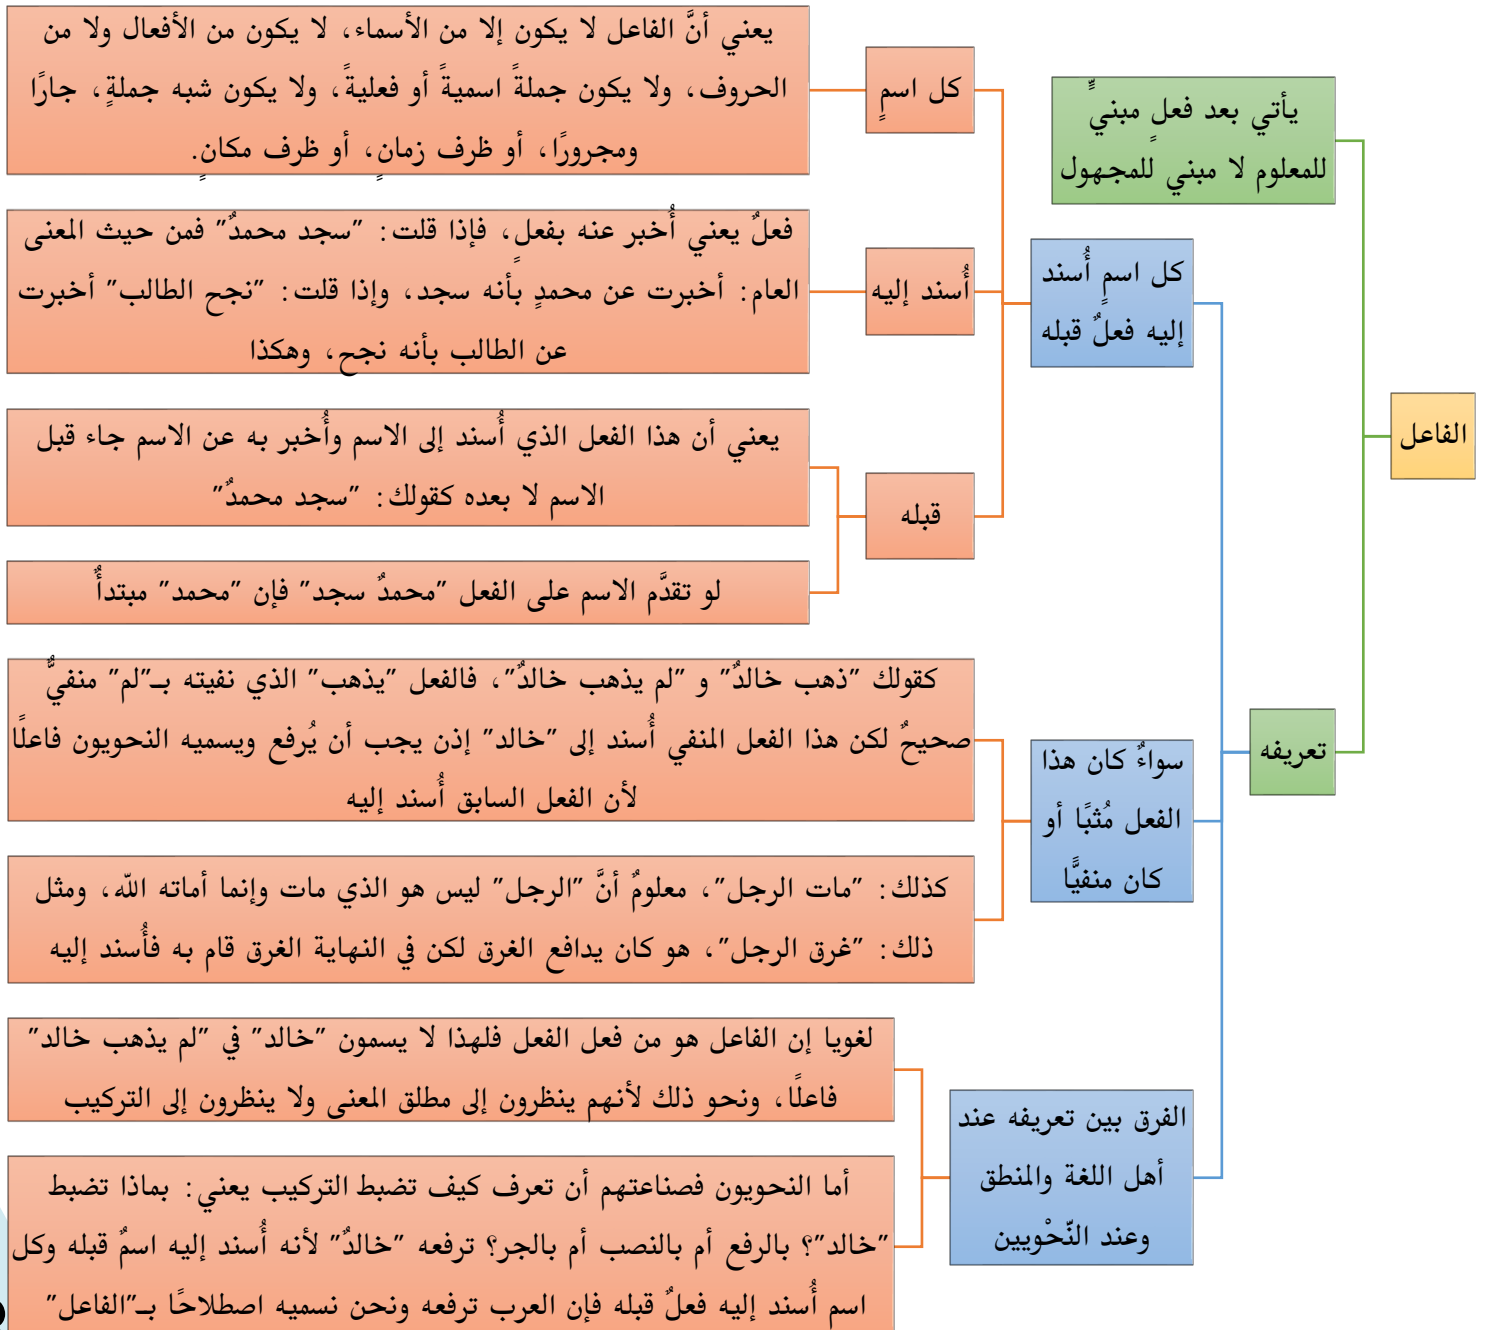 الفاعل
يأتي بعد فعلٍ مبنيٍّ
للمعلوم لا مبني للمجهول
تعريفه
كل اسمٍ أُسند
إليه فعلٌ قبله
كل اسمٍ
يعني أنَّ الفاعل لا يكون إلا من الأسماء، لا يكون من الأفعال ولا من
الحروف، ولا يكون جملةً اسميةً أو فعليةً، ولا يكون شبه جملةٍ، جارًا
ومجرورًا، أو ظرف زمانٍ، أو ظرف مكانٍ.
أُسند إليه
فعلٌ يعني أُخبر عنه بفعلٍ، فإذا قلت: "سجد محمدٌ" فمن حيث المعنى
العام: أخبرت عن محمدٍ بأنه سجد، وإذا قلت: "نجح الطالب" أخبرت
عن الطالب بأنه نجح، وهكذا
قبله
يعني أن هذا الفعل الذي أُسند إلى الاسم وأُخبر به عن الاسم جاء قبل
الاسم لا بعده كقولك: "سجد محمدٌ"
لو تقدَّم الاسم على الفعل "محمدٌ سجد" فإن "محمد" مبتدأٌ
سواءٌ كان هذا
الفعل مُثبًا أو
كان منفيًّا
كقولك "ذهب خالدٌ" و "لم يذهب خالدٌ"، فالفعل "يذهب" الذي نفيته بـ"لم" منفيٌّ
صحيحٌ لكن هذا الفعل المنفي أُسند إلى "خالد" إذن يجب أن يُرفع ويسميه النحويون فاعلًا
لأن الفعل السابق أُسند إليه
كذلك: "مات الرجل"، معلومٌ أنَّ "الرجل" ليس هو الذي مات وإنما أماته الله، ومثل
ذلك: "غرق الرجل"، هو كان يدافع الغرق لكن في النهاية الغرق قام به فأُسند إليه
الفرق بين تعريفه عند
أهل اللغة والمنطق
وعند النّحْويين
لغويا إن الفاعل هو من فعل الفعل فلهذا لا يسمون "خالد" في "لم يذهب خالد"
فاعلًا، ونحو ذلك لأنهم ينظرون إلى مطلق المعنى ولا ينظرون إلى التركيب
أما النحويون فصناعتهم أن تعرف كيف تضبط التركيب يعني: بماذا تضبط
"خالد"؟ بالرفع أم بالنصب أم بالجر؟ ترفعه "خالدٌ" لأنه أُسند إليه اسمٌ قبله وكل
اسم أُسند إليه فعلٌ قبله فإن العرب ترفعه ونحن نسميه اصطلاحًا بـ"الفاعل"